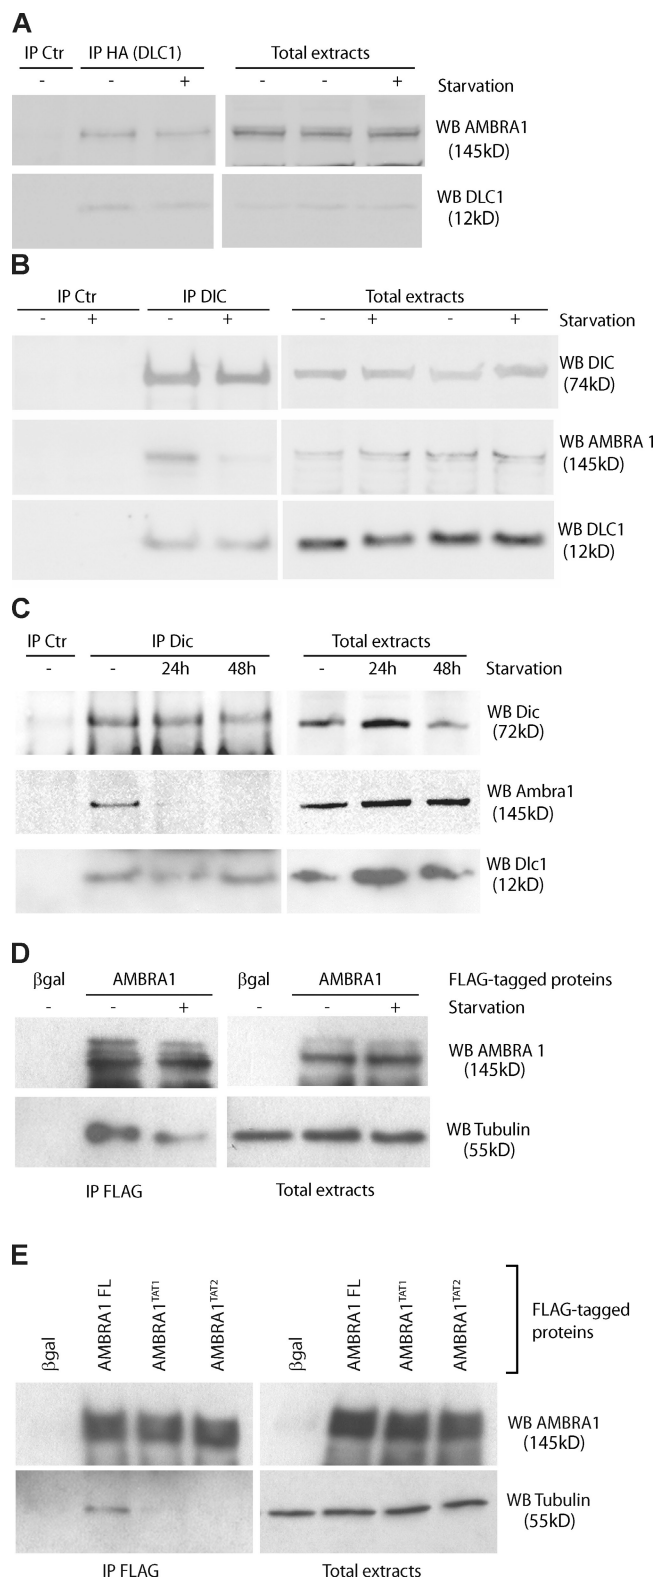 A
IP Ctr IP HA (DLC1) Total extracts
- - + - - + Starvation
WB AMBRA1
(145kD)
WB DLC1
(12kD)
B
IP Ctr IP DIC Total extracts
- + - + - + - + Starvation
WB DIC
(74kD)
WB AMBRA 1
(145kD)
WB DLC1
(12kD)
C
IP Ctr IP Dic Total extracts
- - 24h 48h - 24h 48h Starvation
WB Dic
(72kD)
WB Ambra1
(145kD)
WB Dlc1
(12kD)
D
βgal AMBRA1 βgal AMBRA1 FLAG-tagged proteins
- - + - - + Starvation
WB AMBRA 1
(145kD)
WB Tubulin
(55kD)
IP FLAG Total extracts
E
βgal AMBRA1 FL AMBRA1TAT1 AMBRA1TAT2 βgal AMBRA1 FL AMBRA1TAT1 AMBRA1TAT2
FLAG-tagged
proteins
WB AMBRA1
(145kD)
WB Tubulin
(55kD)
IP FLAG Total extracts